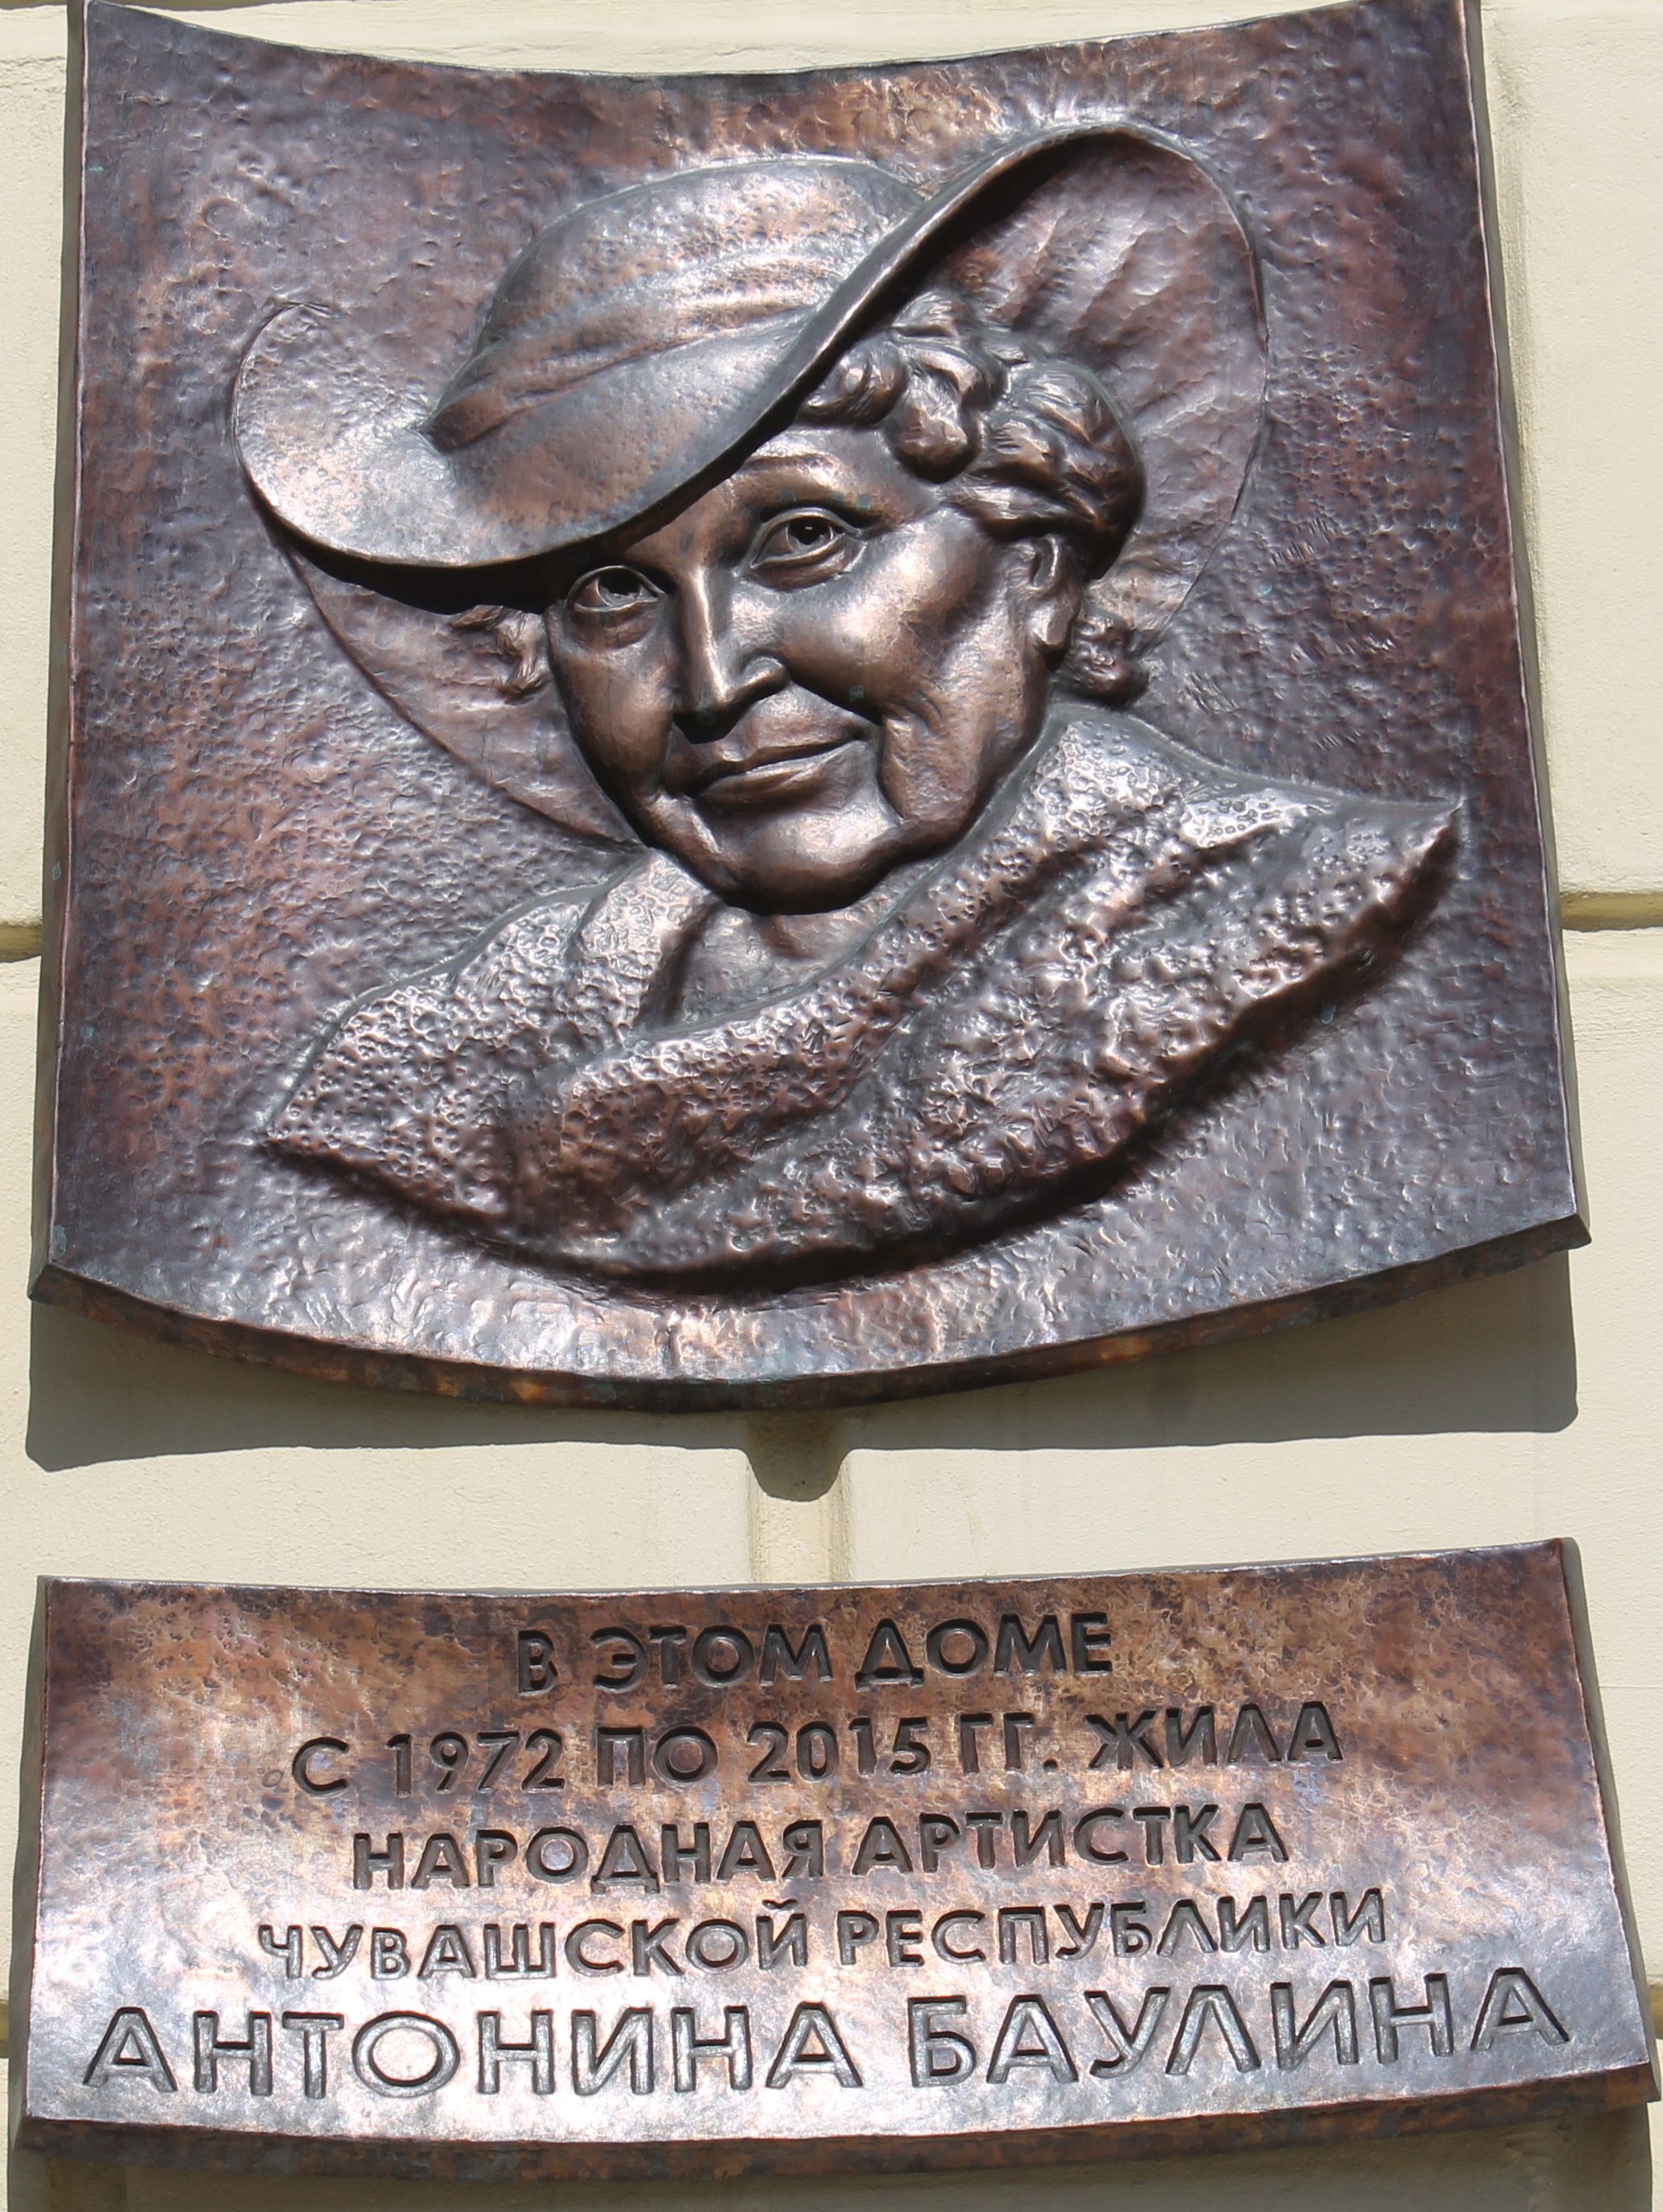 В ЭТОМ ДОМЕ
С 1972 ПО 2015 ГГ. ЖИЛА
НАРОДНАЯ АРТИСТКА
ЧУВАШСКОЙ РЕСПУБЛИКИ
АНТОНИНА БАУЛИНА